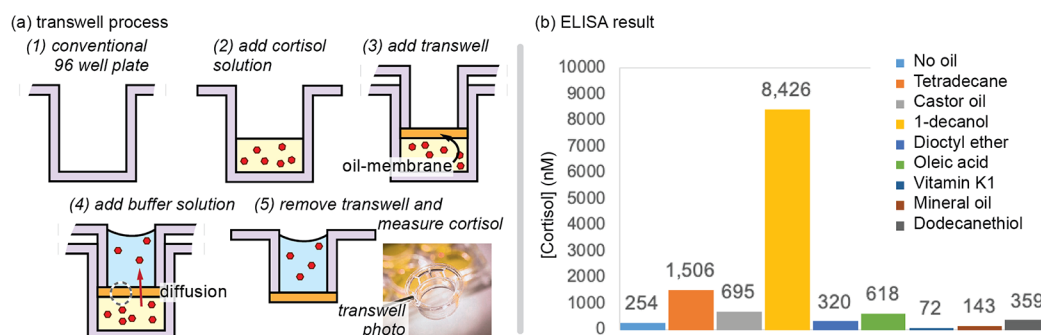 (a) transwell process
(1) conventional
96 well plate
(2) add cortisol
solution
(3) add transwell
oil-membrane
(4) add buffer solution
diffusion
(5) remove transwell and
measure cortisol
transwell
photo
(b) ELISA result
[Cortisol] (nM)
10000
9000
8000
7000
6000
5000
4000
3000
2000
1000
0
254
1,506
695
8,426
320
618
72
143
359
No oil
Tetradecane
Castor oil
1-decanol
Dioctyl ether
Oleic acid
Vitamin K1
Mineral oil
Dodecanethiol